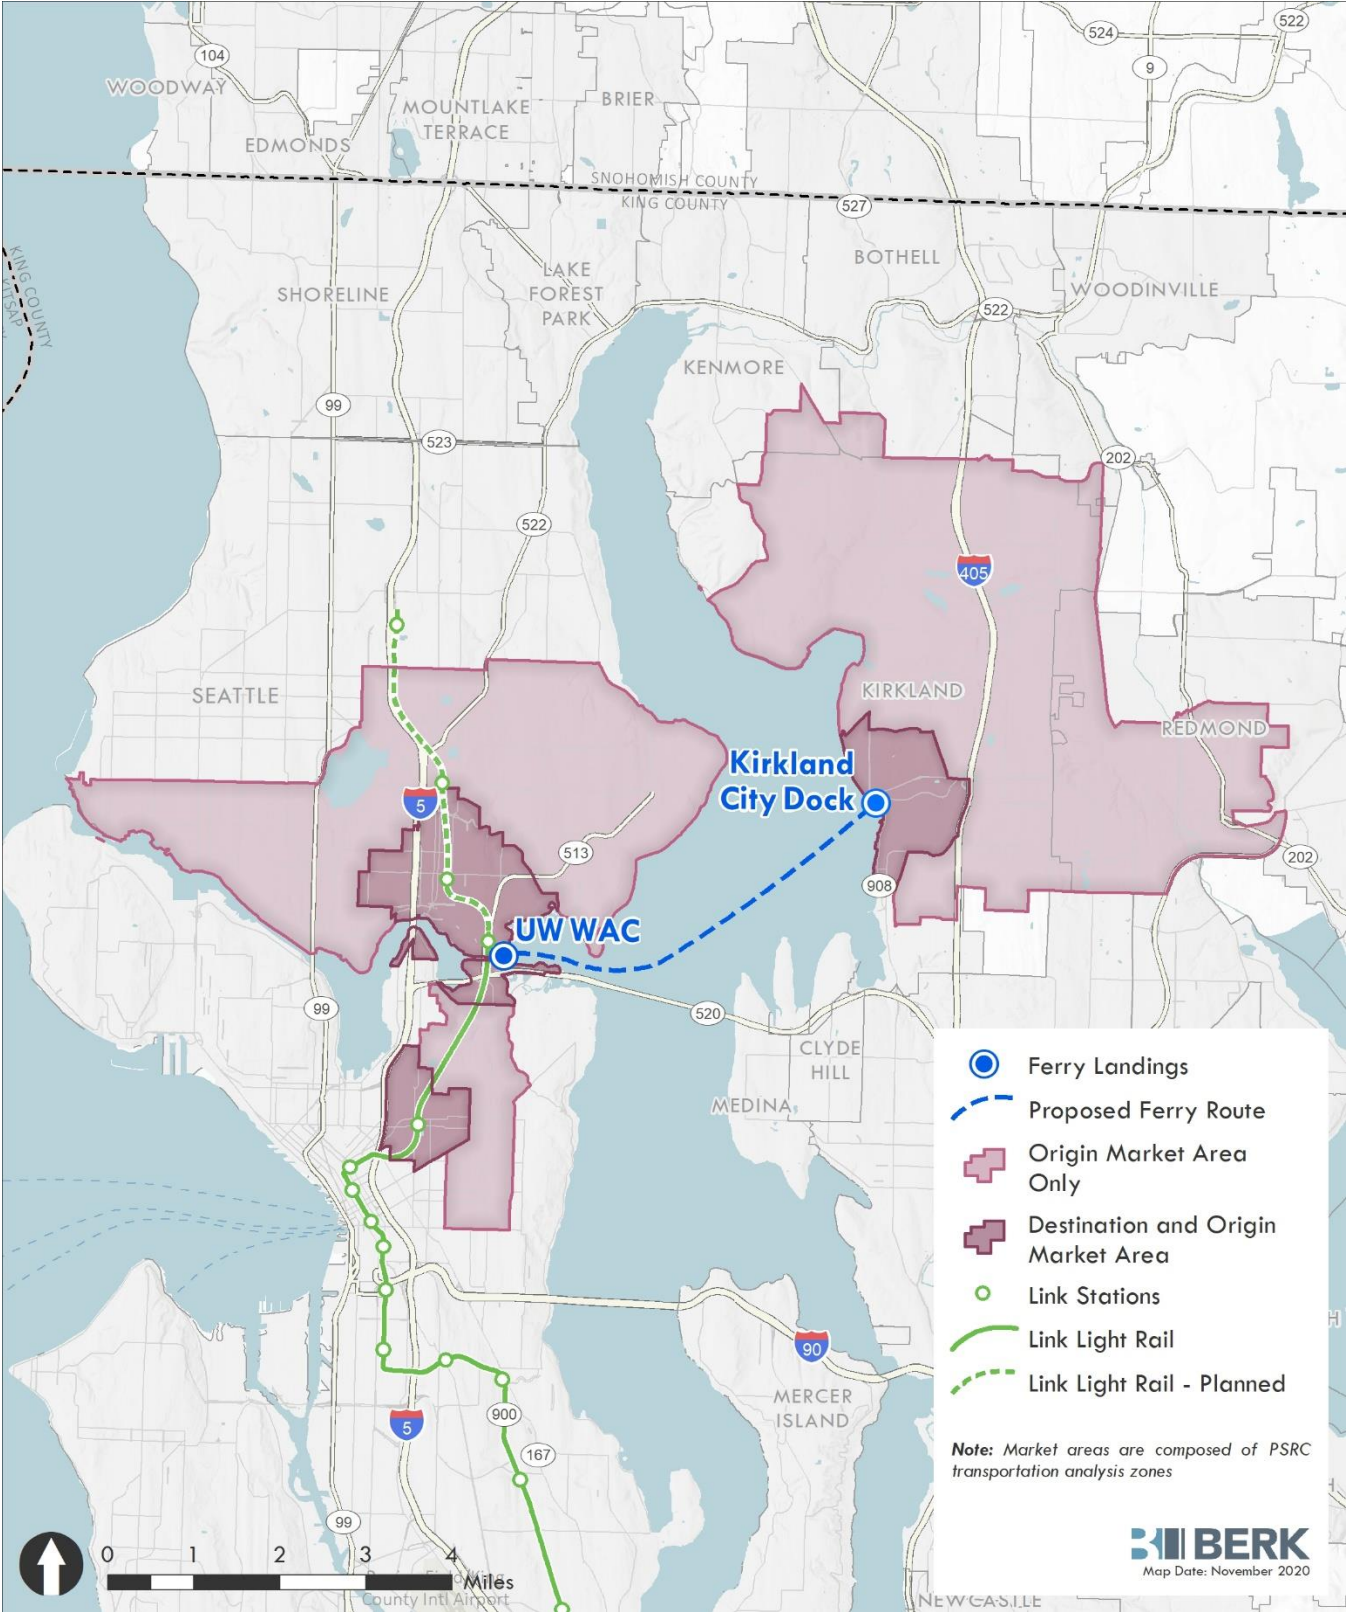 522
524
104
9
WOODWAY
MOUNTLAKE
TERRACE
BRIER
EDMONDS
SNOHOMISH COUNTY
KING COUNTY
527
KING COUNTY
KITSAP
BOTHELL
LAKE
FOREST
PARK
SHORELINE
WOODINVILLE
522
KENMORE
99
523
202
522
405
SEATTLE
KIRKLAND
REDMOND
Kirkland
City Dock
5
513
202
908
UW WAC
99
520
CLYDE
HILL
MEDINA
90
MERCER
ISLAND
5
900
167
99
NEWCASTLE
Ferry Landings
Proposed Ferry Route
Origin Market Area
Only
Destination and Origin
Market Area
Link Stations
Link Light Rail
Link Light Rail - Planned
Note: Market areas are composed of PSRC
transportation analysis zones
BERK
Map Date: November 2020
0 1 2 3 4
Miles
County Intl Airport